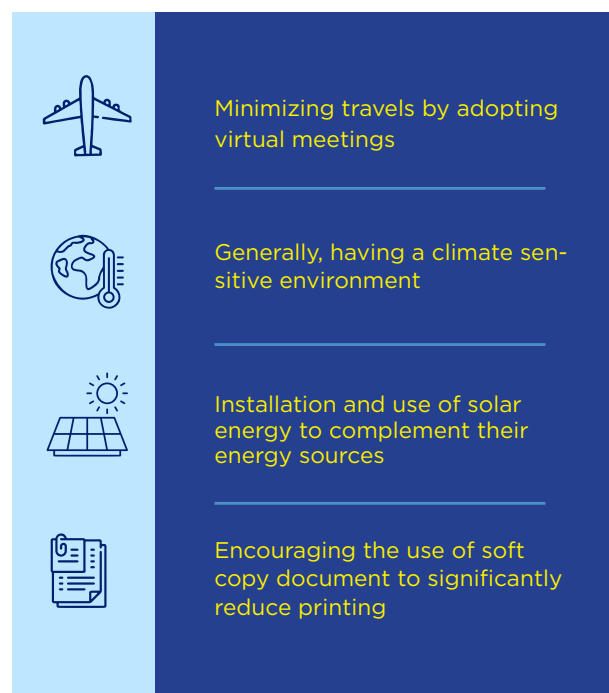 Minimizing travels by adopting
virtual meetings
Generally, having a climate sen-
sitive environment
Installation and use of solar
energy to complement their
energy sources
Encouraging the use of soft
copy document to significantly
reduce printing